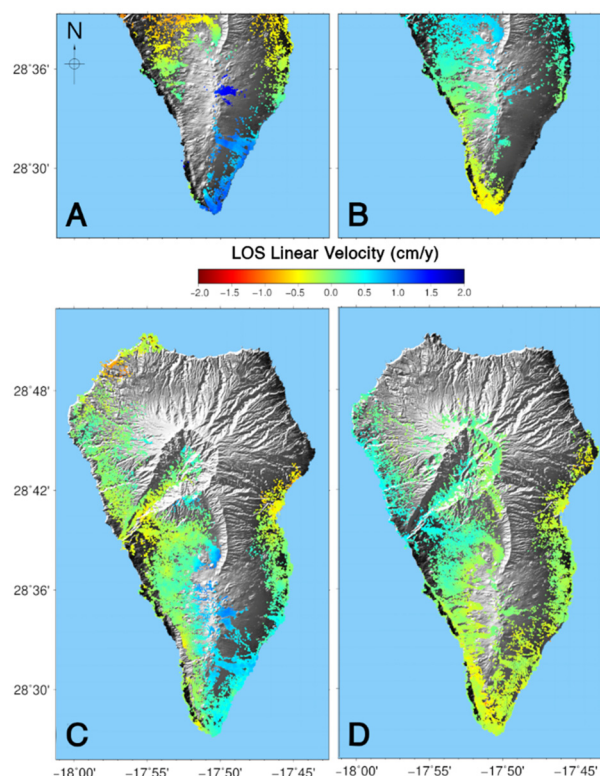 N
28°36'
28°30'
A
B
LOS Linear Velocity (cm/y)
−2.0 −1.5 −1.0 −0.5 0.0 0.5 1.0 1.5 2.0
28°48'
28°42'
28°36'
28°30'
C
D
−18°00' −17°55' −17°50' −17°45' −18°00' −17°55' −17°50' −17°45'